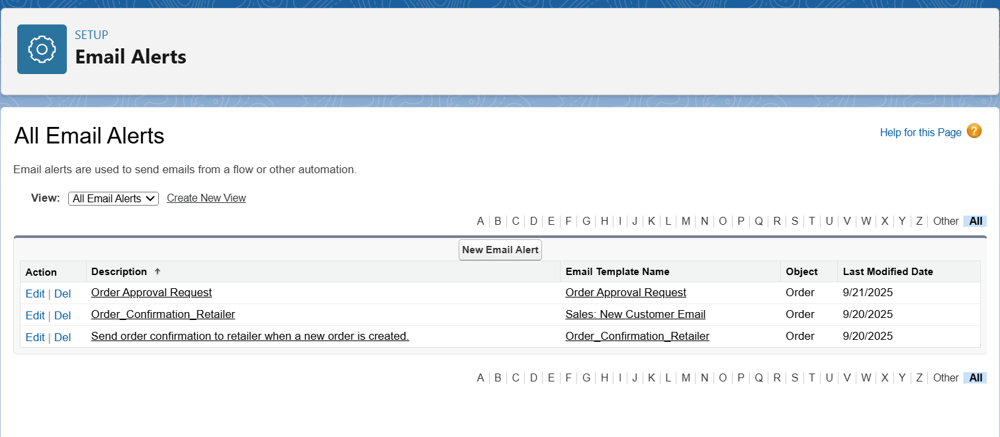 SETUP
Email Alerts
All Email Alerts
Help for this Page ?
Email alerts are used to send emails from a flow or other automation.
View: All Email Alerts Create New View
A | B | C | D | E | F | G | H | I | J | K | L | M | N | O | P | Q | R | S | T | U | V | W | X | Y | Z | Other | All
New Email Alert
Action Description ↑ Email Template Name Object Last Modified Date
Edit | Del Order Approval Request Order Approval Request Order 9/21/2025
Edit | Del Order_Confirmation_Retailer Sales: New Customer Email Order 9/20/2025
Edit | Del Send order confirmation to retailer when a new order is created. Order_Confirmation_Retailer Order 9/20/2025
A | B | C | D | E | F | G | H | I | J | K | L | M | N | O | P | Q | R | S | T | U | V | W | X | Y | Z | Other | All